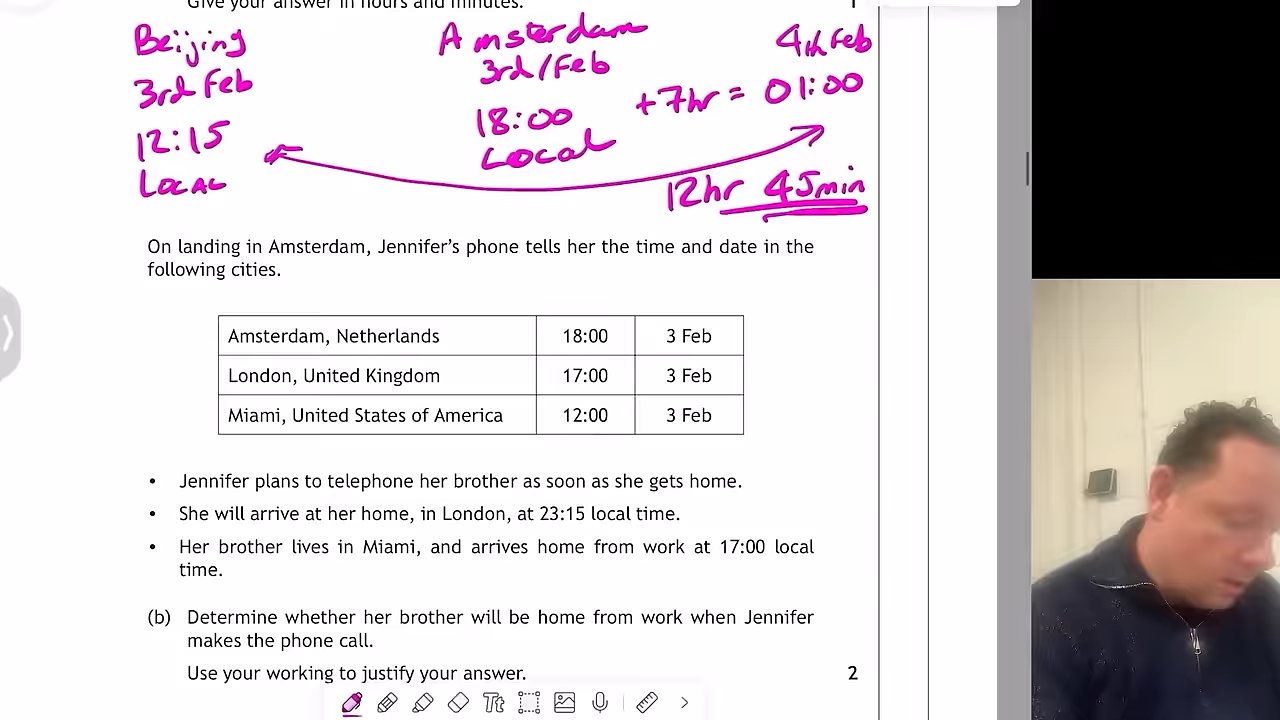 Give your answer in hours and minutes.
1
Beijing
3rd Feb
12:15
LOCAL
Amsterdam
3rd/Feb
18:00
Local
4th Feb
+7hr = 01:00
12hr 45min
On landing in Amsterdam, Jennifer's phone tells her the time and date in the
following cities.
Amsterdam, Netherlands 18:00 3 Feb
London, United Kingdom 17:00 3 Feb
Miami, United States of America 12:00 3 Feb
• Jennifer plans to telephone her brother as soon as she gets home.
• She will arrive at her home, in London, at 23:15 local time.
• Her brother lives in Miami, and arrives home from work at 17:00 local
time.
(b) Determine whether her brother will be home from work when Jennifer
makes the phone call.
Use your working to justify your answer. 2
Tt